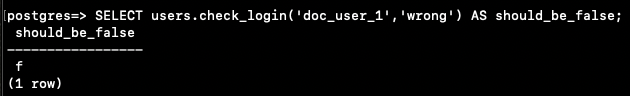 postgres=> SELECT users.check_login('doc_user_1','wrong') AS should_be_false;
 should_be_false
-----------------
 f
(1 row)